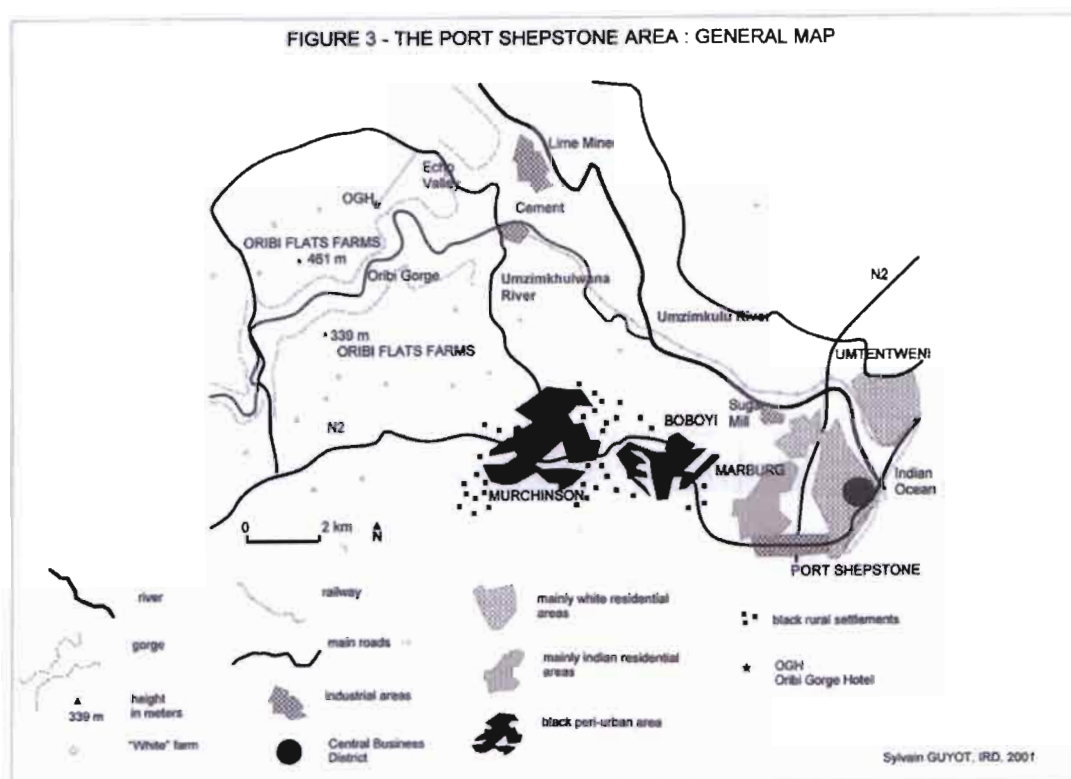 FIGURE 3 - THE PORT SHEPSTONE AREA : GENERAL MAP
Lime Mine
Echo
Valley
OGH
Cement
ORIBI FLATS FARMS
461 m
Oribi Gorge
Umzimkhulwana
River
N2
Umzimkulu River
339 m
ORIBI FLATS FARMS
UMTENTWENI
Sugar
Mill
N2
BOBOYI
MARBURG
Indian
Ocean
MURCHINSON
0 2 km
N
PORT SHEPSTONE
river
railway
mainly white residential
areas
black rural settlements
gorge
main roads
mainly indian residential
areas
OGH
Oribi Gorge Hotel
339 m
height
in meters
industrial areas
black peri-urban area
"White" farm
Central Business
District
Sylvain GUYOT, IRD, 2001